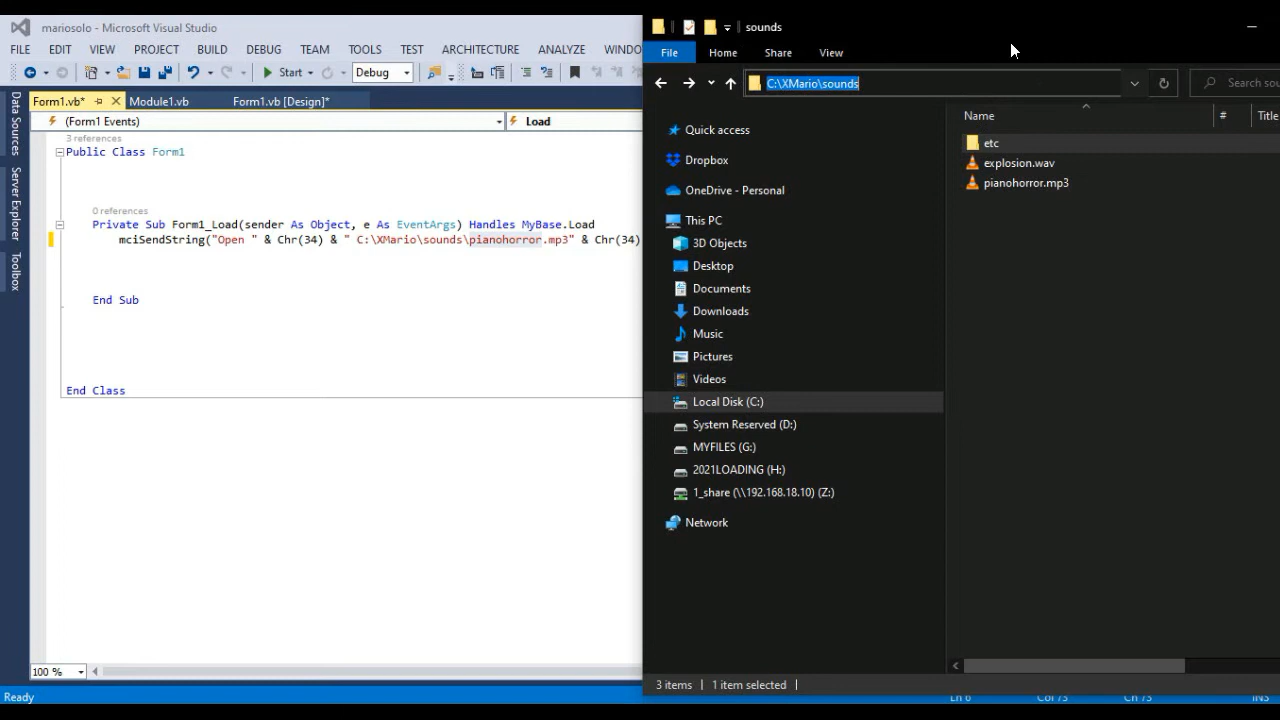 mariosolo - Microsoft Visual Studio
FILE EDIT VIEW PROJECT BUILD DEBUG TEAM TOOLS TEST ARCHITECTURE ANALYZE WINDO
Start Debug
Form1.vb* Module1.vb Form1.vb [Design]*
(Form1 Events) Load
3 references
Public Class Form1
0 references
Private Sub Form1_Load(sender As Object, e As EventArgs) Handles MyBase.Load
mciSendString("Open " & Chr(34) & " C:\XMario\sounds\pianohorror.mp3" & Chr(34)
End Sub
End Class
Data Sources
Server Explorer
Toolbox
100 %
Ready
sounds
File Home Share View
C:\XMario\sounds
Search sou
Name # Title
Quick access
Dropbox
OneDrive - Personal
This PC
3D Objects
Desktop
Documents
Downloads
Music
Pictures
Videos
Local Disk (C:)
System Reserved (D:)
MYFILES (G:)
2021LOADING (H:)
1_share (\\192.168.18.10) (Z:)
Network
etc
explosion.wav
pianohorror.mp3
3 items 1 item selected
Ln 6 Col 73 Ch 73 INS